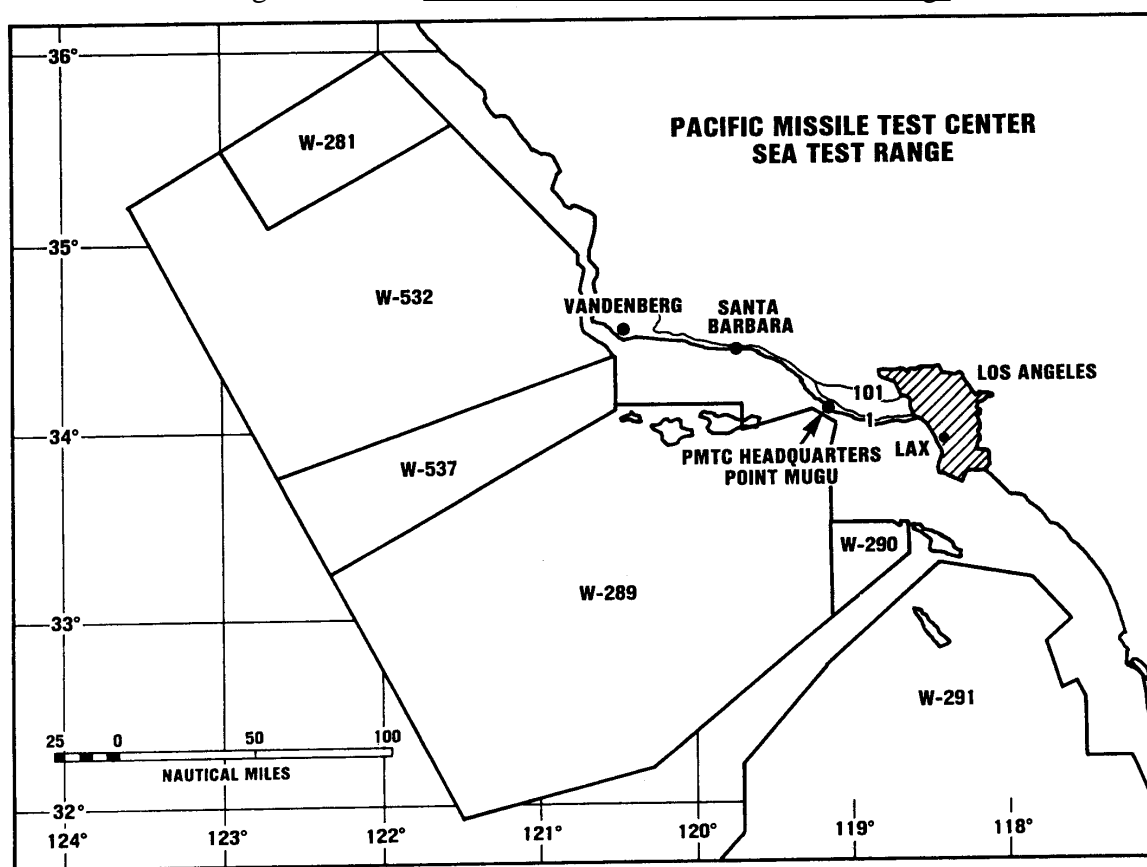 36°
W-281
PACIFIC MISSILE TEST CENTER
SEA TEST RANGE
35°
W-532
VANDENBERG
SANTA
BARBARA
LOS ANGELES
101
1
34°
LAX
PMTC HEADQUARTERS
POINT MUGU
W-537
W-290
W-289
33°
W-291
25 0 50 100
NAUTICAL MILES
32°
124° 123° 122° 121° 120° 119° 118°